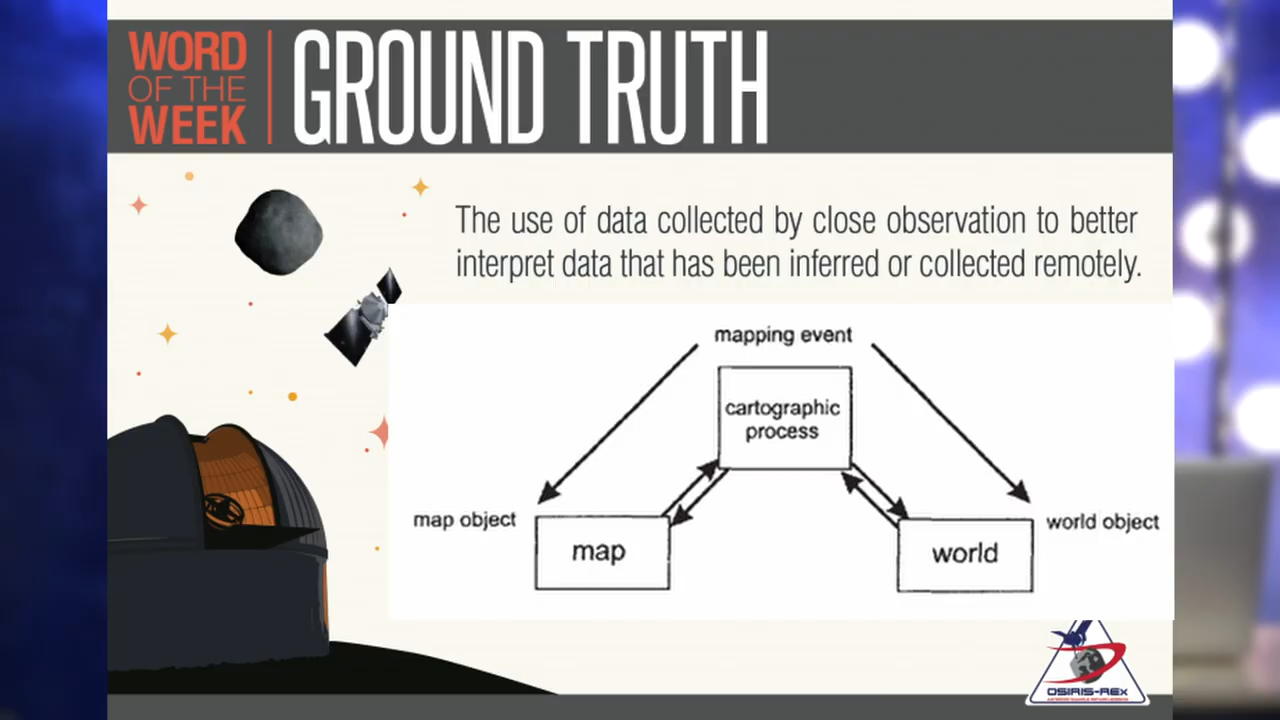 WORD
OF THE
WEEK
GROUND TRUTH
The use of data collected by close observation to better
interpret data that has been inferred or collected remotely.
mapping event
cartographic
process
map object
map
world
world object
OSIRIS-REx